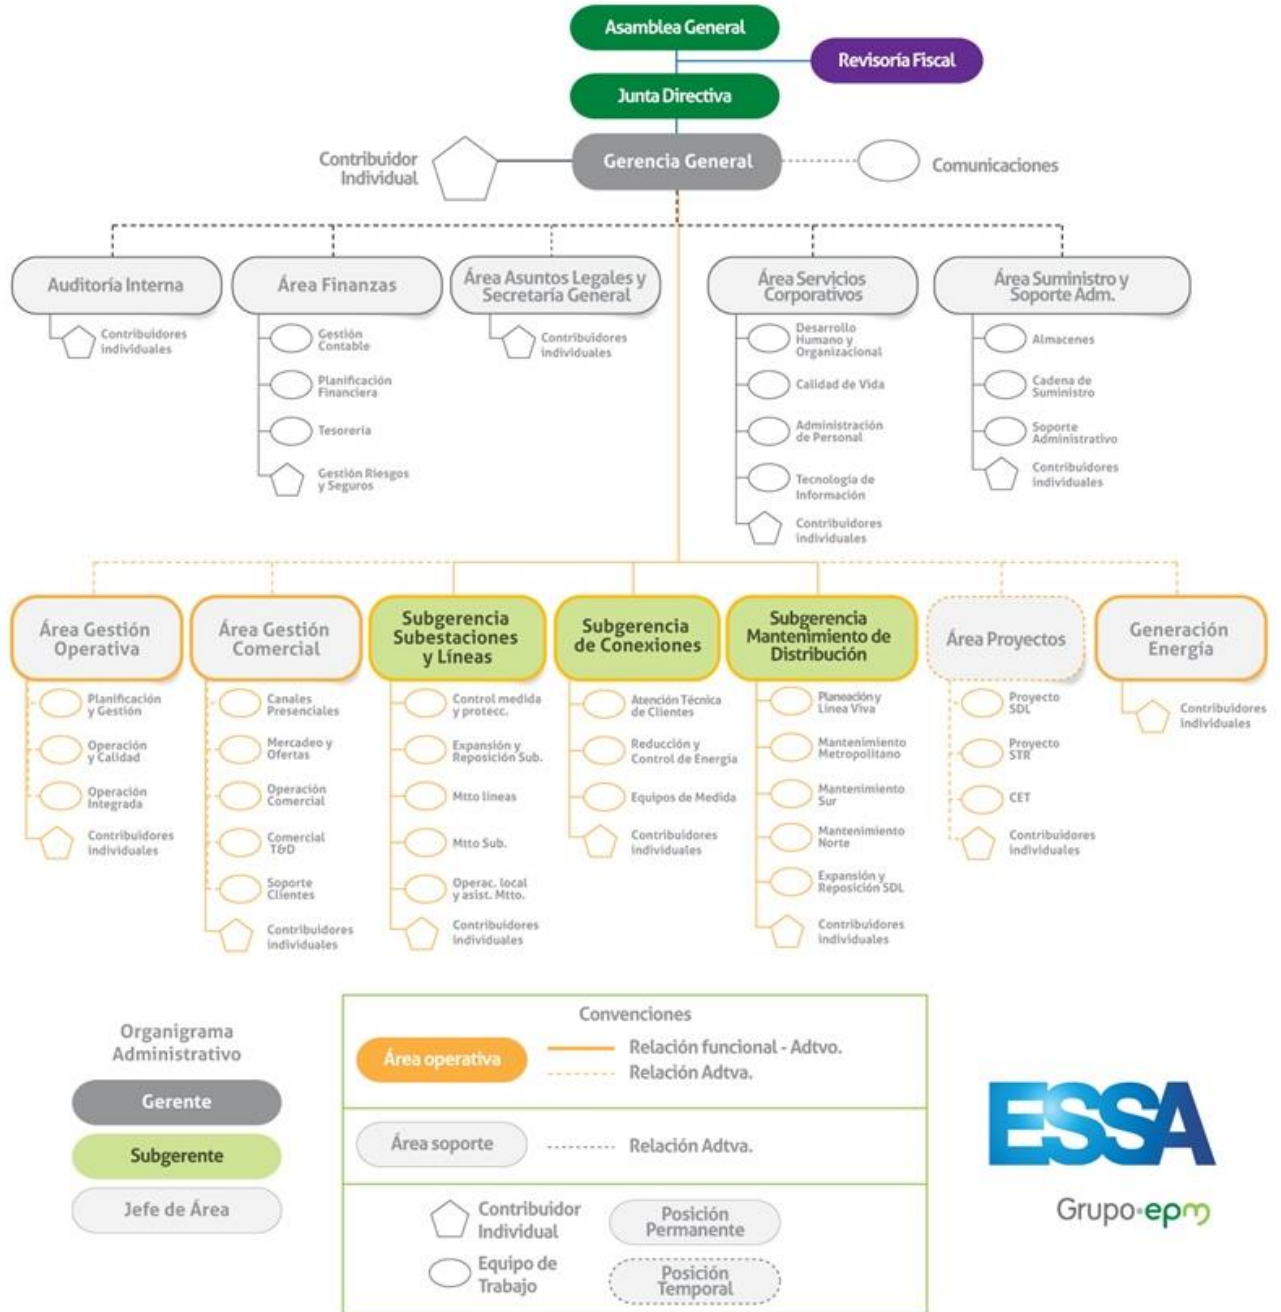 Asamblea General
Revisoría Fiscal
Junta Directiva
Contribuidor
Individual
Gerencia General
Comunicaciones
Auditoría Interna
Contribuidores
individuales
Área Finanzas
Gestión
Contable
Planificación
Financiera
Tesorería
Gestión Riesgos
y Seguros
Área Asuntos Legales y
Secretaría General
Contribuidores
individuales
Área Servicios
Corporativos
Desarrollo
Humano y
Organizacional
Calidad de Vida
Administración
de Personal
Tecnología de
Información
Contribuidores
individuales
Área Suministro y
Soporte Adm.
Almacenes
Cadena de
Suministro
Soporte
Administrativo
Contribuidores
individuales
Área Gestión
Operativa
Planificación
y Gestión
Operación
y Calidad
Operación
Integrada
Contribuidores
individuales
Área Gestión
Comercial
Canales
Presenciales
Mercadeo y
Ofertas
Operación
Comercial
Comercial
T&D
Soporte
Clientes
Contribuidores
individuales
Subgerencia
Subestaciones
y Líneas
Control medida
y protecc.
Expansión y
Reposición Sub.
Mtto líneas
Mtto Sub.
Operac. local
y asist. Mtto.
Contribuidores
individuales
Subgerencia
de Conexiones
Atención Técnica
de Clientes
Reducción y
Control de Energía
Equipos de Medida
Contribuidores
individuales
Subgerencia
Mantenimiento de
Distribución
Planeación y
Línea Viva
Mantenimiento
Metropolitano
Mantenimiento
Sur
Mantenimiento
Norte
Expansión y
Reposición SDL
Contribuidores
individuales
Área Proyectos
Proyecto
SDL
Proyecto
STR
CET
Contribuidores
individuales
Generación
Energía
Contribuidores
individuales
Organigrama
Administrativo
Gerente
Subgerente
Jefe de Área
Convenciones
Área operativa
Relación funcional - Adtvo.
Relación Adtva.
Área soporte
Relación Adtva.
Contribuidor
Individual
Posición
Permanente
Equipo de
Trabajo
Posición
Temporal
ESSA
Grupo·epm